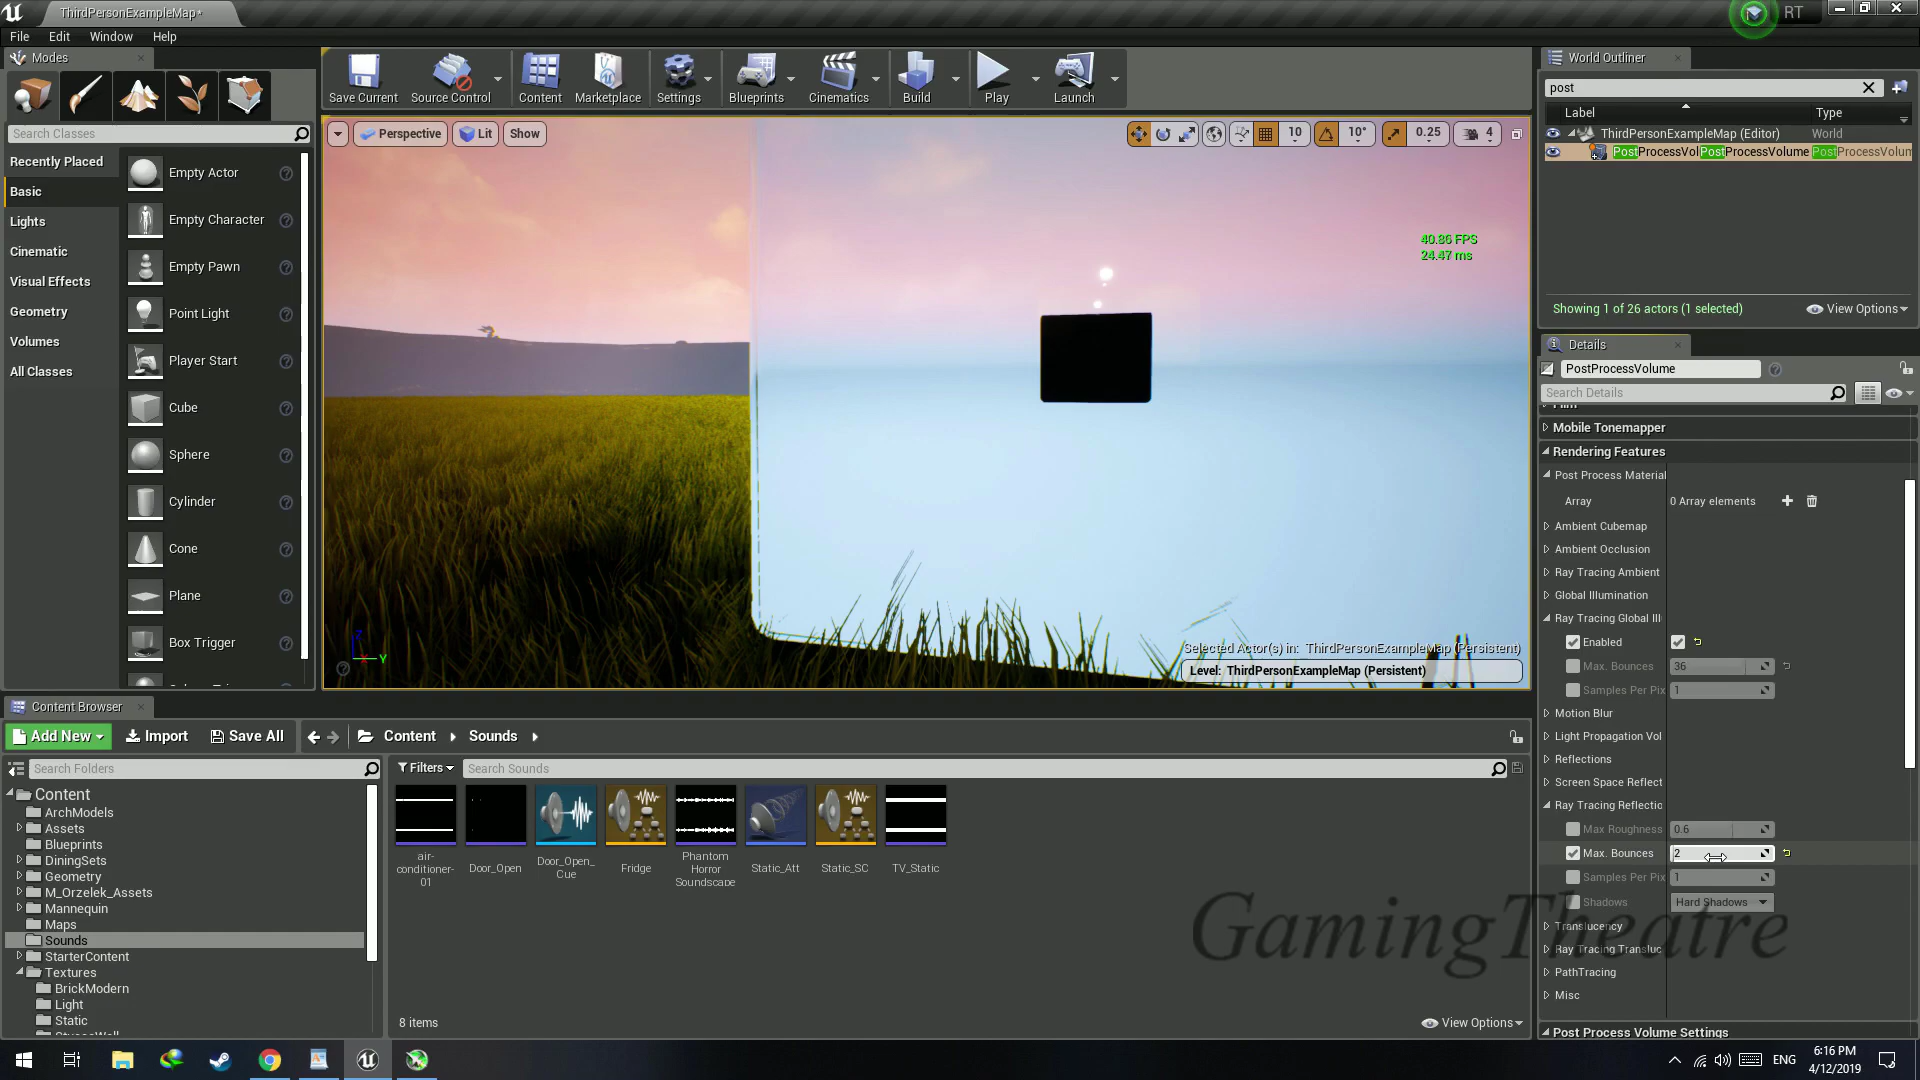 ThirdPersonExampleMap*
RT
File Edit Window Help
Modes
Search Classes
Recently Placed
Basic
Lights
Cinematic
Visual Effects
Geometry
Volumes
All Classes
Empty Actor
Empty Character
Empty Pawn
Point Light
Player Start
Cube
Sphere
Cylinder
Cone
Plane
Box Trigger
Save Current Source Control Content Marketplace Settings Blueprints Cinematics Build Play Launch
Perspective Lit Show 10 10° 0.25 4
40.86 FPS
24.47 ms
Z
X Y
Selected Actor(s) in: ThirdPersonExampleMap (Persistent)
Level: ThirdPersonExampleMap (Persistent)
World Outliner
post
Label Type
ThirdPersonExampleMap (Editor) World
PostProcessVol PostProcessVolume PostProcessVolum
Showing 1 of 26 actors (1 selected) View Options
Details
PostProcessVolume
Search Details
Mobile Tonemapper
Rendering Features
Post Process Material
Array 0 Array elements
Ambient Cubemap
Ambient Occlusion
Ray Tracing Ambient
Global Illumination
Ray Tracing Global Ill
Enabled
Max. Bounces 36
Samples Per Pix 1
Motion Blur
Light Propagation Vol
Reflections
Screen Space Reflect
Ray Tracing Reflectic
Max Roughness 0.6
Max. Bounces 2
Samples Per Pix 1
Shadows Hard Shadows
Translucency
Ray Tracing Transluc
PathTracing
Misc
Post Process Volume Settings
Content Browser
Add New Import Save All Content Sounds
Search Folders
Content
ArchModels
Assets
Blueprints
DiningSets
Geometry
M_Orzelek_Assets
Mannequin
Maps
Sounds
StarterContent
Textures
BrickModern
Light
Static
Filters Search Sounds
air-
conditioner-
01
Door_Open
Door_Open_
Cue
Fridge
Phantom
Horror
Soundscape
Static_Att
Static_SC
TV_Static
8 items View Options
GamingTheatre
ENG
6:16 PM
4/12/2019